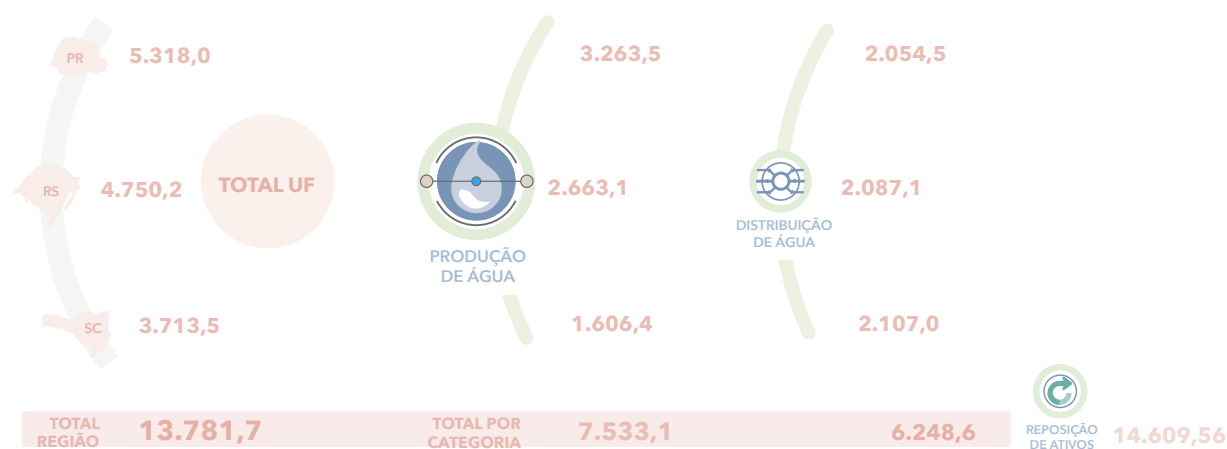 PR 5.318,0 3.263,5 2.054,5
RS 4.750,2 TOTAL UF 2.663,1 2.087,1
DISTRIBUIÇÃO
DE ÁGUA
PRODUÇÃO
DE ÁGUA
SC 3.713,5 1.606,4 2.107,0
TOTAL
REGIÃO
13.781,7
TOTAL POR
CATEGORIA
7.533,1
6.248,6
REPOSIÇÃO
DE ATIVOS
14.609,56